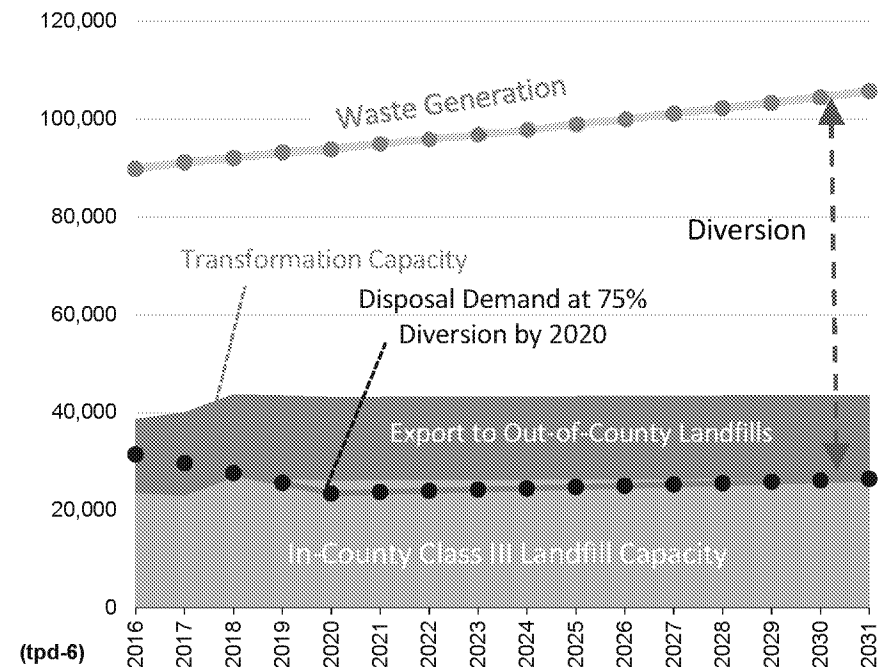 120,000
100,000
80,000
60,000
40,000
20,000
0
Waste Generation
Diversion
Transformation Capacity
Disposal Demand at 75%
Diversion by 2020
Export to Out-of-County Landfills
In-County Class III Landfill Capacity
(tpd-6)
2016
2017
2018
2019
2020
2021
2022
2023
2024
2025
2026
2027
2028
2029
2030
2031